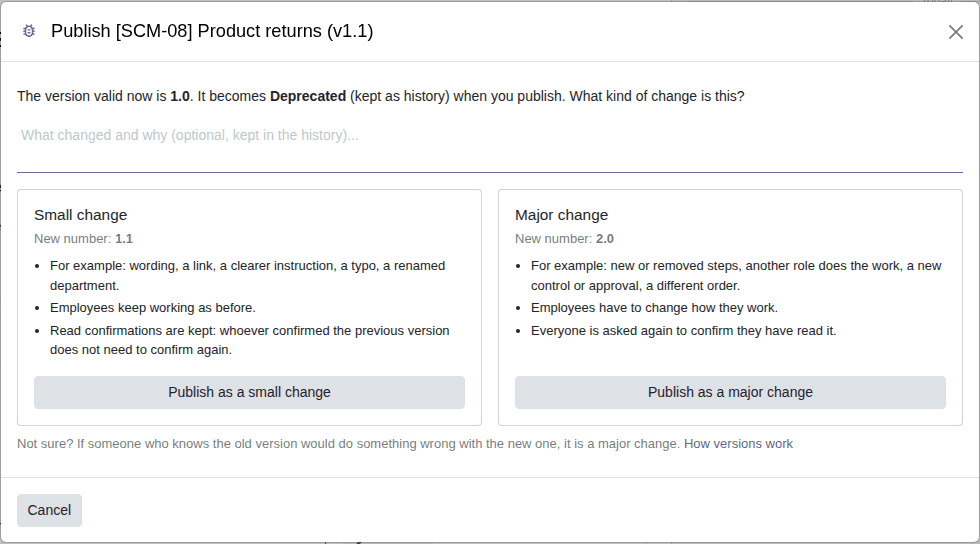 Publish [SCM-08] Product returns (v1.1)
The version valid now is 1.0. It becomes Deprecated (kept as history) when you publish. What kind of change is this?
What changed and why (optional, kept in the history)...
Small change
New number: 1.1
• For example: wording, a link, a clearer instruction, a typo, a renamed
department.
• Employees keep working as before.
• Read confirmations are kept: whoever confirmed the previous version
does not need to confirm again.
Publish as a small change
Major change
New number: 2.0
• For example: new or removed steps, another role does the work, a new
control or approval, a different order.
• Employees have to change how they work.
• Everyone is asked again to confirm they have read it.
Publish as a major change
Not sure? If someone who knows the old version would do something wrong with the new one, it is a major change. How versions work
Cancel